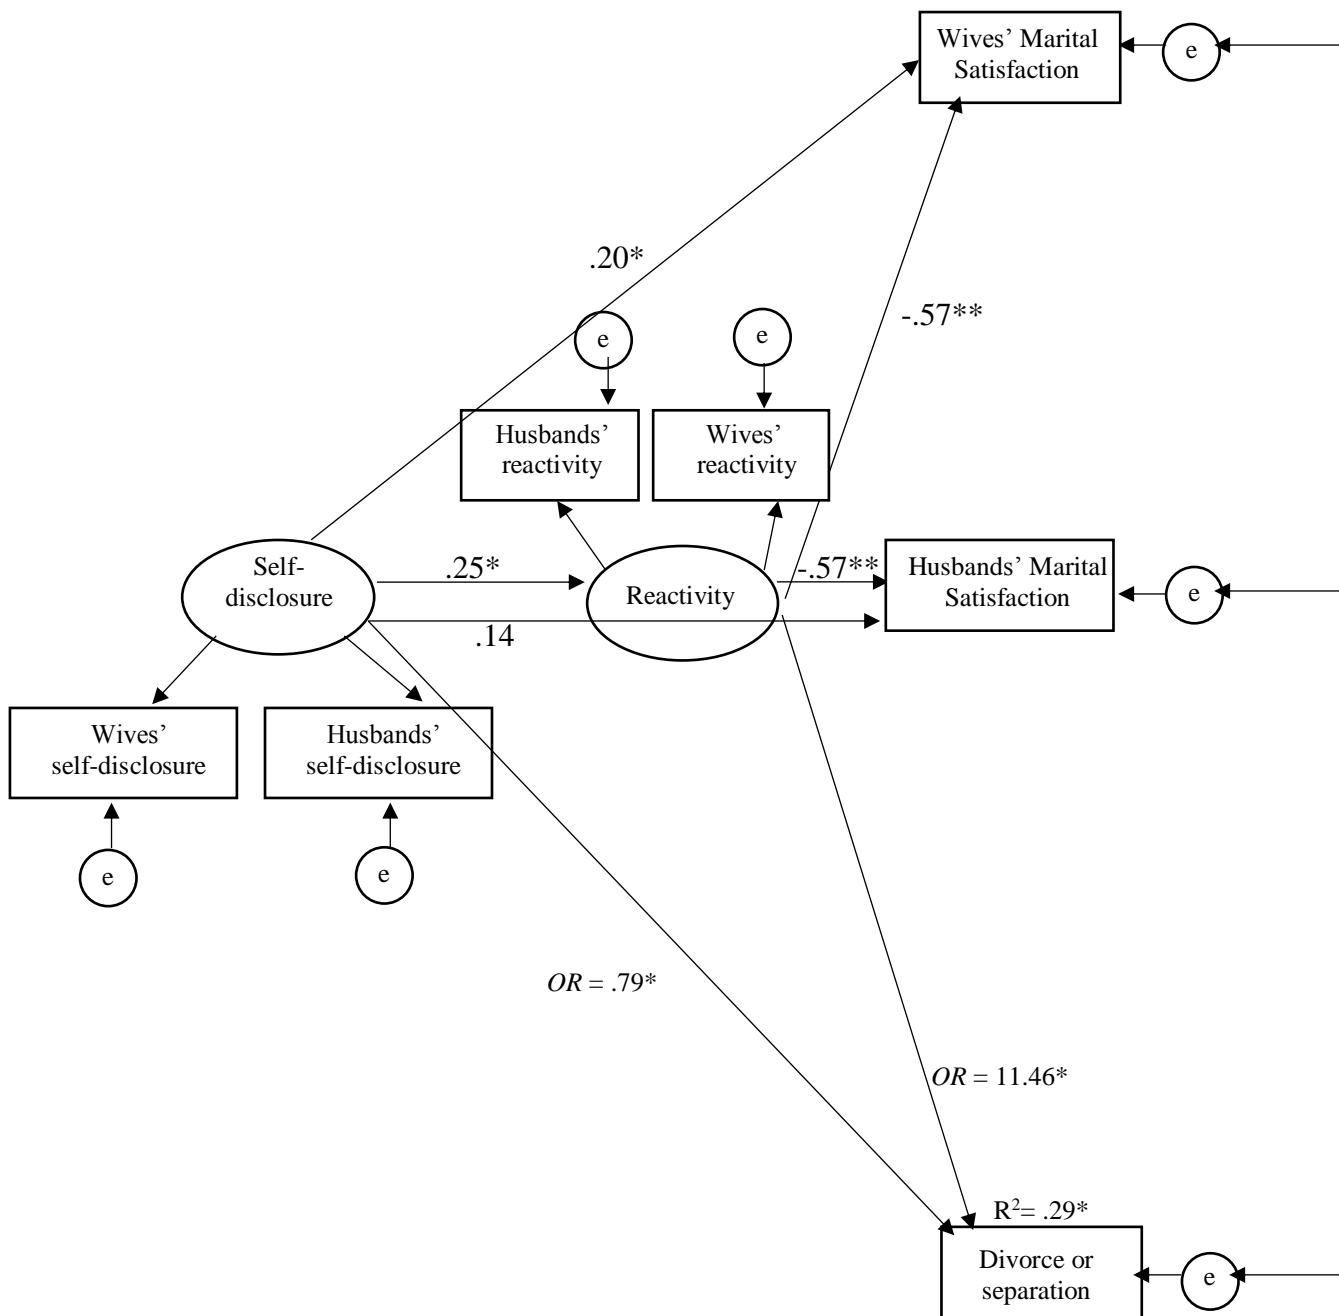 Wives’ Marital
Satisfaction
e
.20*
-.57**
e
e
Husbands’
reactivity
Wives’
reactivity
Self-
disclosure
.25*
Reactivity
-.57**
Husbands’ Marital
Satisfaction
e
.14
Wives’
self-disclosure
Husbands’
self-disclosure
e
e
OR = .79*
OR = 11.46*
R²= .29*
Divorce or
separation
e